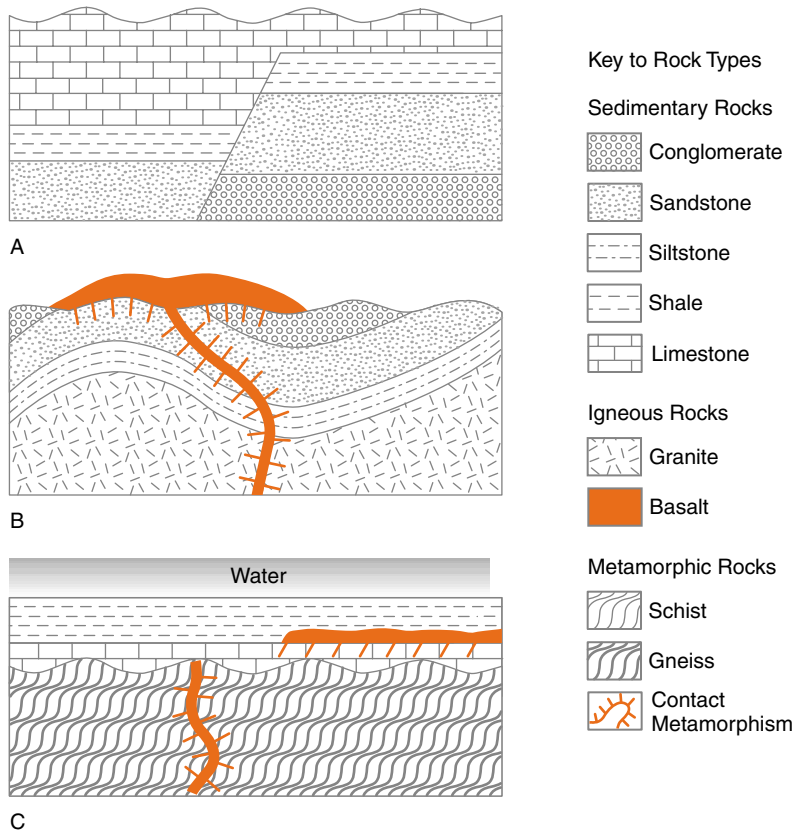 A
B
Water
C
Key to Rock Types
Sedimentary Rocks
Conglomerate
Sandstone
Siltstone
Shale
Limestone
Igneous Rocks
Granite
Basalt
Metamorphic Rocks
Schist
Gneiss
Contact
Metamorphism